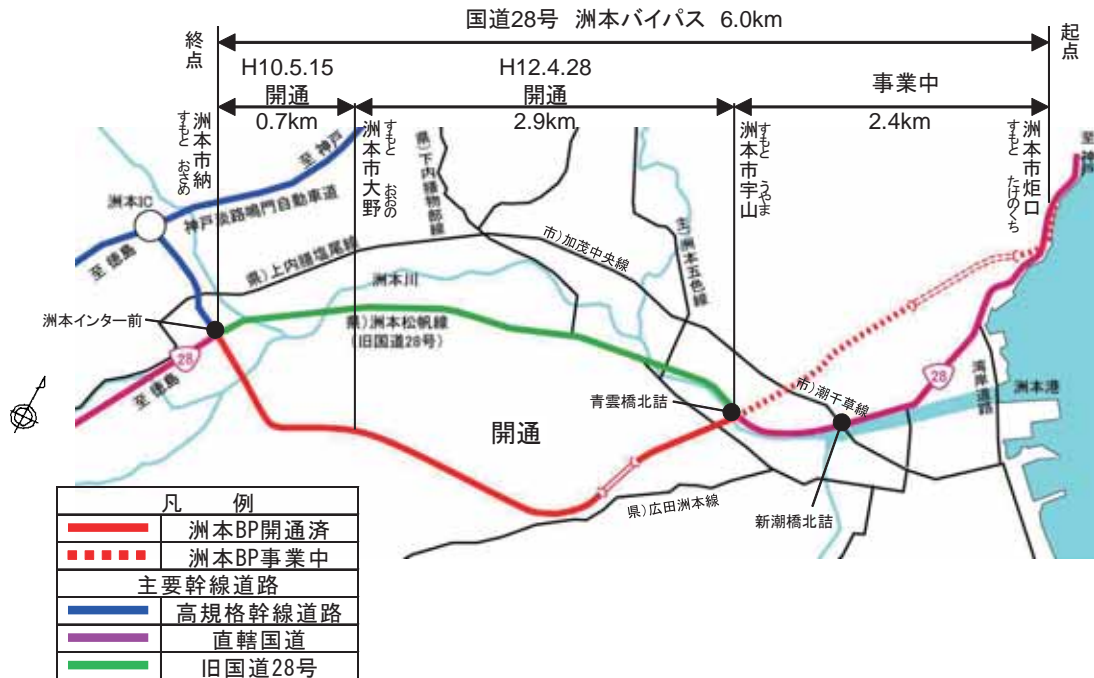 国道28号 洲本バイパス 6.0km
終点
起点
H10.5.15
開通
0.7km
H12.4.28
開通
2.9km
事業中
2.4km
洲本市納
すもと おさめ
洲本市大野
すもと おおの
洲本市宇山
すもと うやま
洲本市炬口
すもと たけのくち
至 神戸
至 神戸
洲本IC
神戸淡路鳴門自動車道
至 徳島
県)上内膳塩尾線
県)下内膳物部線
市)加茂中央線
主)洲本五色線
洲本川
洲本インター前
県)洲本松帆線
(旧国道28号)
28
至 徳島
青雲橋北詰
市)潮千草線
28
湾岸道路
洲本港
開通
新潮橋北詰
県)広田洲本線
凡 例
洲本BP開通済
洲本BP事業中
主要幹線道路
高規格幹線道路
直轄国道
旧国道28号